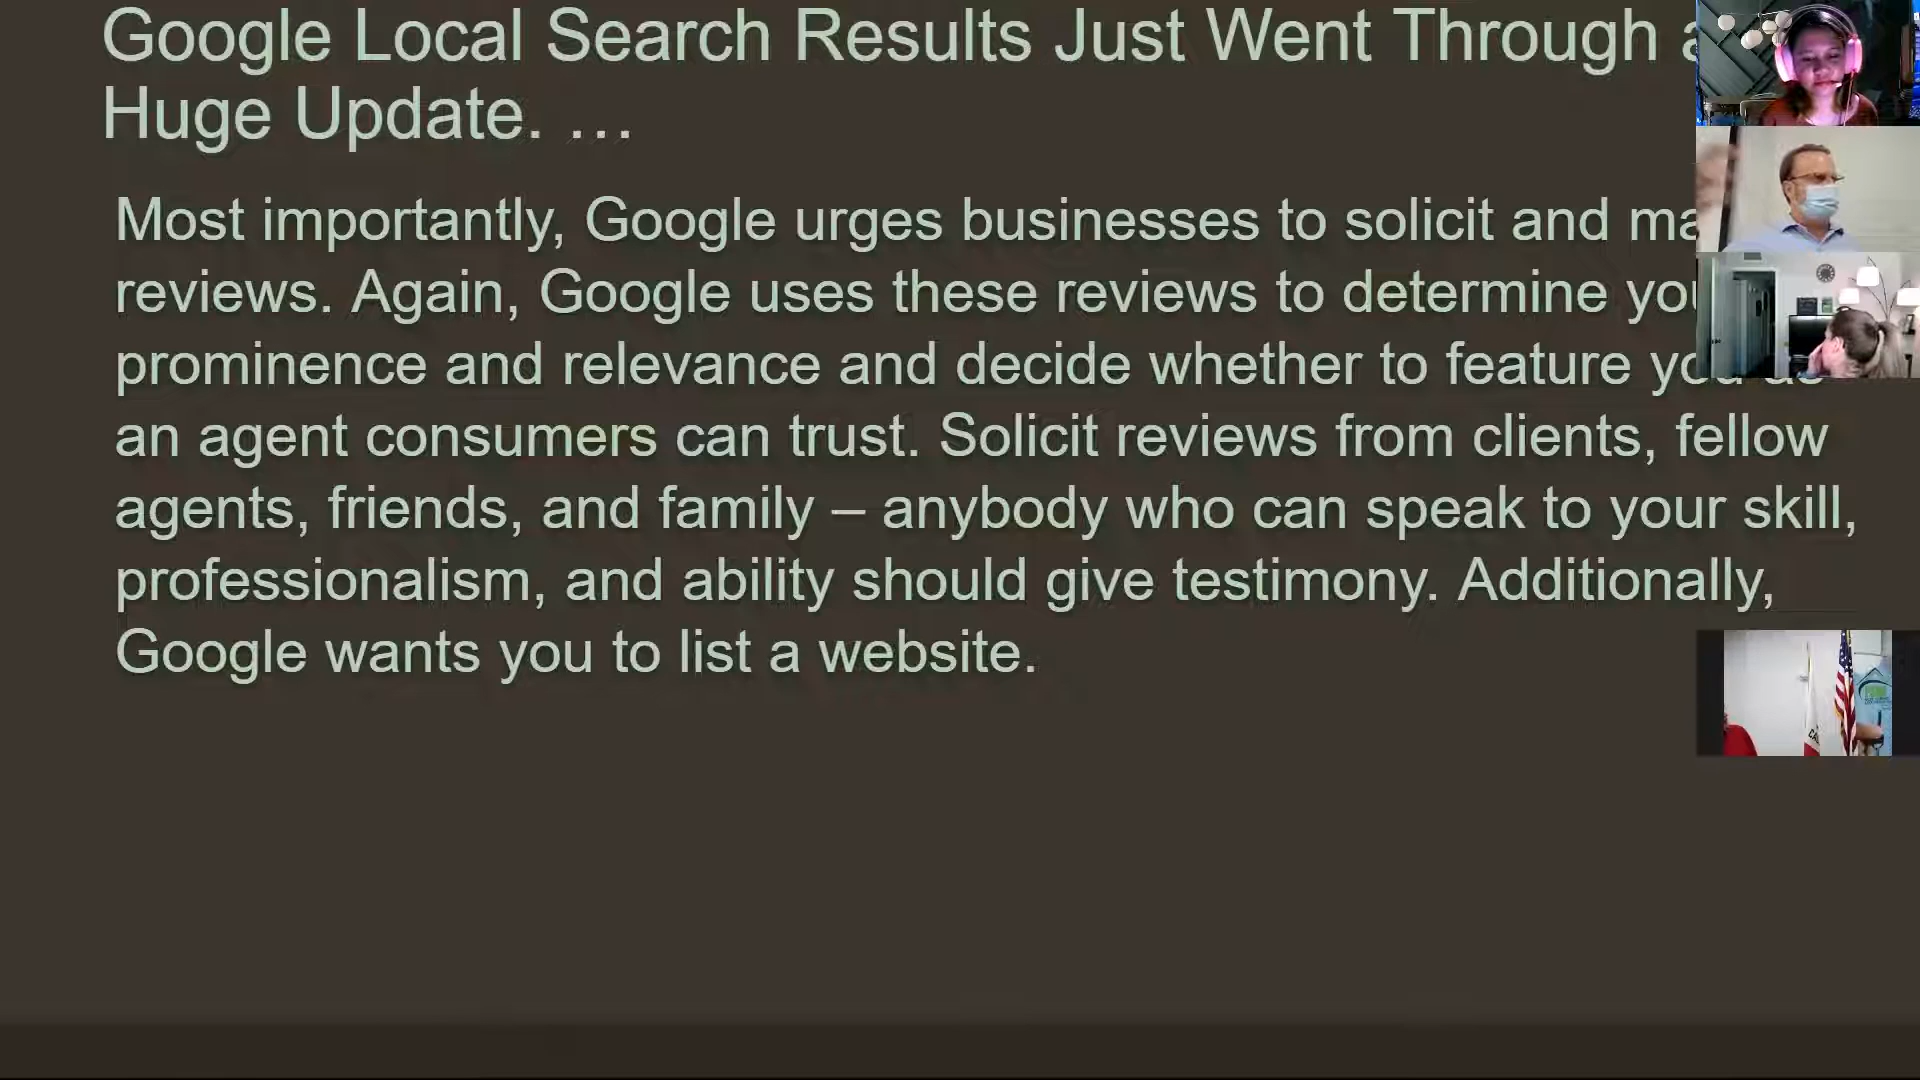 Google Local Search Results Just Went Through
Huge Update. …
Most importantly, Google urges businesses to solicit and
reviews. Again, Google uses these reviews to determine
prominence and relevance and decide whether to feature
an agent consumers can trust. Solicit reviews from clients, fellow
agents, friends, and family – anybody who can speak to your skill,
professionalism, and ability should give testimony. Additionally,
Google wants you to list a website.